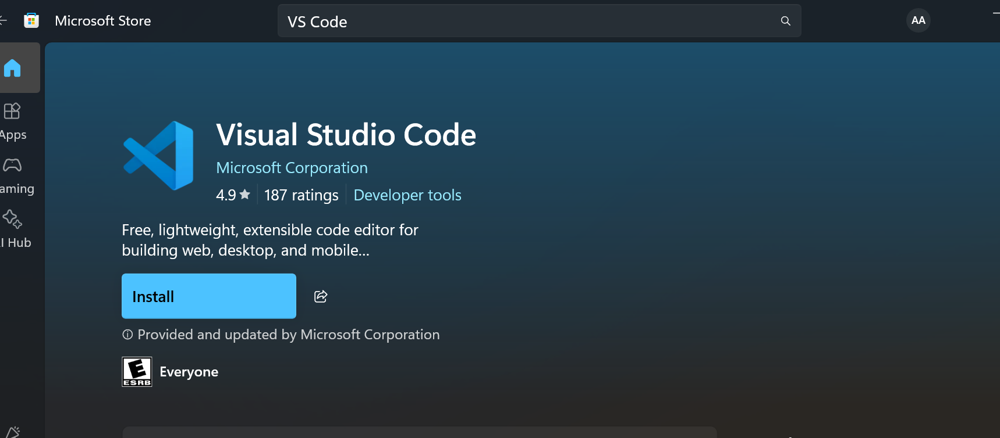 Microsoft Store
VS Code
AA
Apps
aming
I Hub
Visual Studio Code
Microsoft Corporation
4.9 ★ 187 ratings Developer tools
Free, lightweight, extensible code editor for
building web, desktop, and mobile...
Install
Provided and updated by Microsoft Corporation
E
ESRB
Everyone